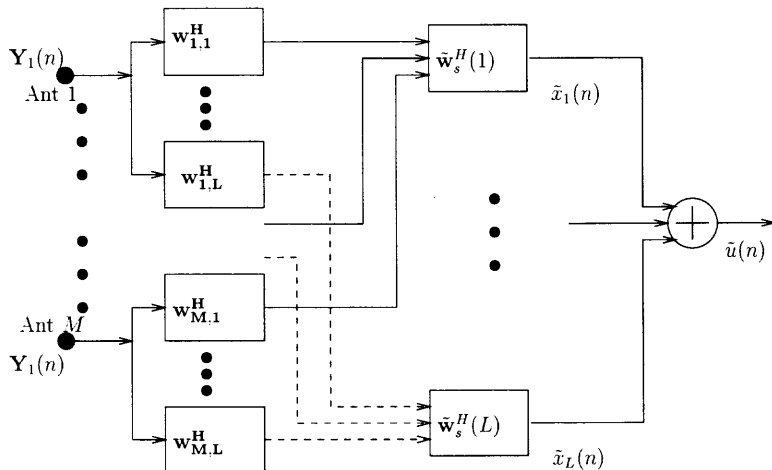 Y₁(n)
Ant 1
w^H_{1,1}
w^H_{1,L}
w̃_s^H(1)
x̃₁(n)
ũ(n)
Ant M
Y₁(n)
w^H_{M,1}
w^H_{M,L}
w̃_s^H(L)
x̃_L(n)